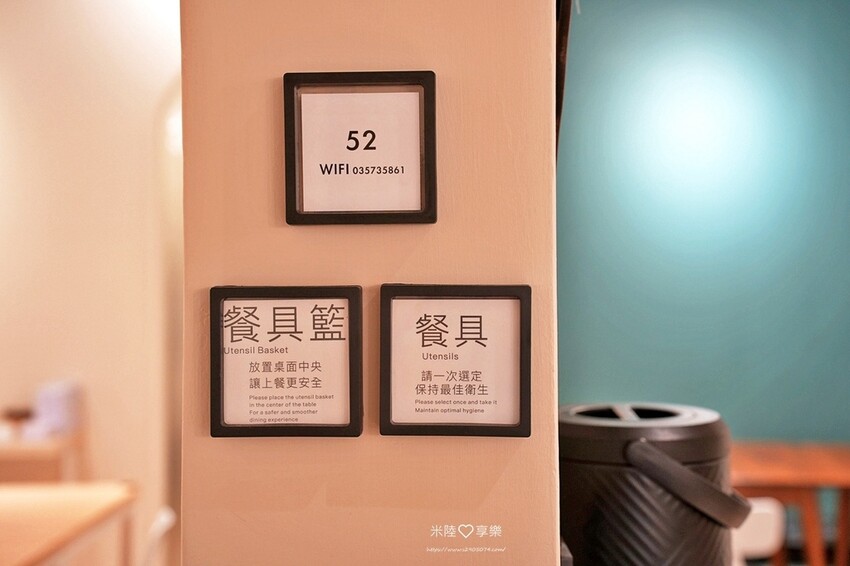 52
WIFI 035735861
餐具籃
Utensil Basket
放置桌面中央
讓上餐更安全
Please place the utensil basket
in the center of the table
For a safer and smoother
dining experience
餐具
Utensils
請一次選定
保持最佳衛生
Please select once and take it
Maintain optimal hygiene
米陸♡享樂